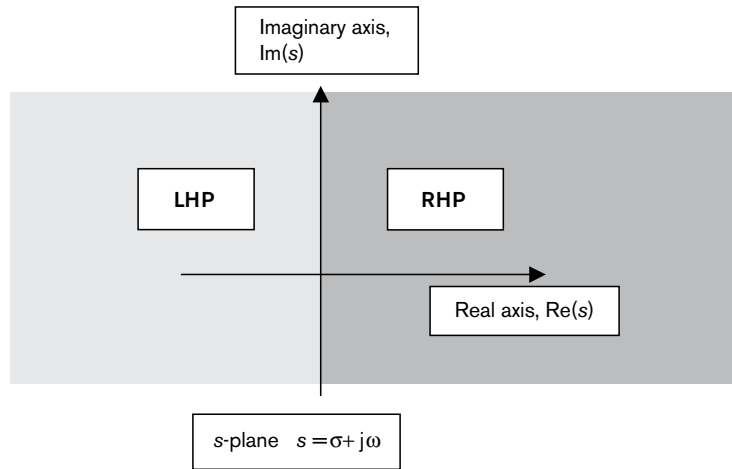 Imaginary axis,
Im(s)
LHP
RHP
Real axis, Re(s)
s-plane s = σ + jω